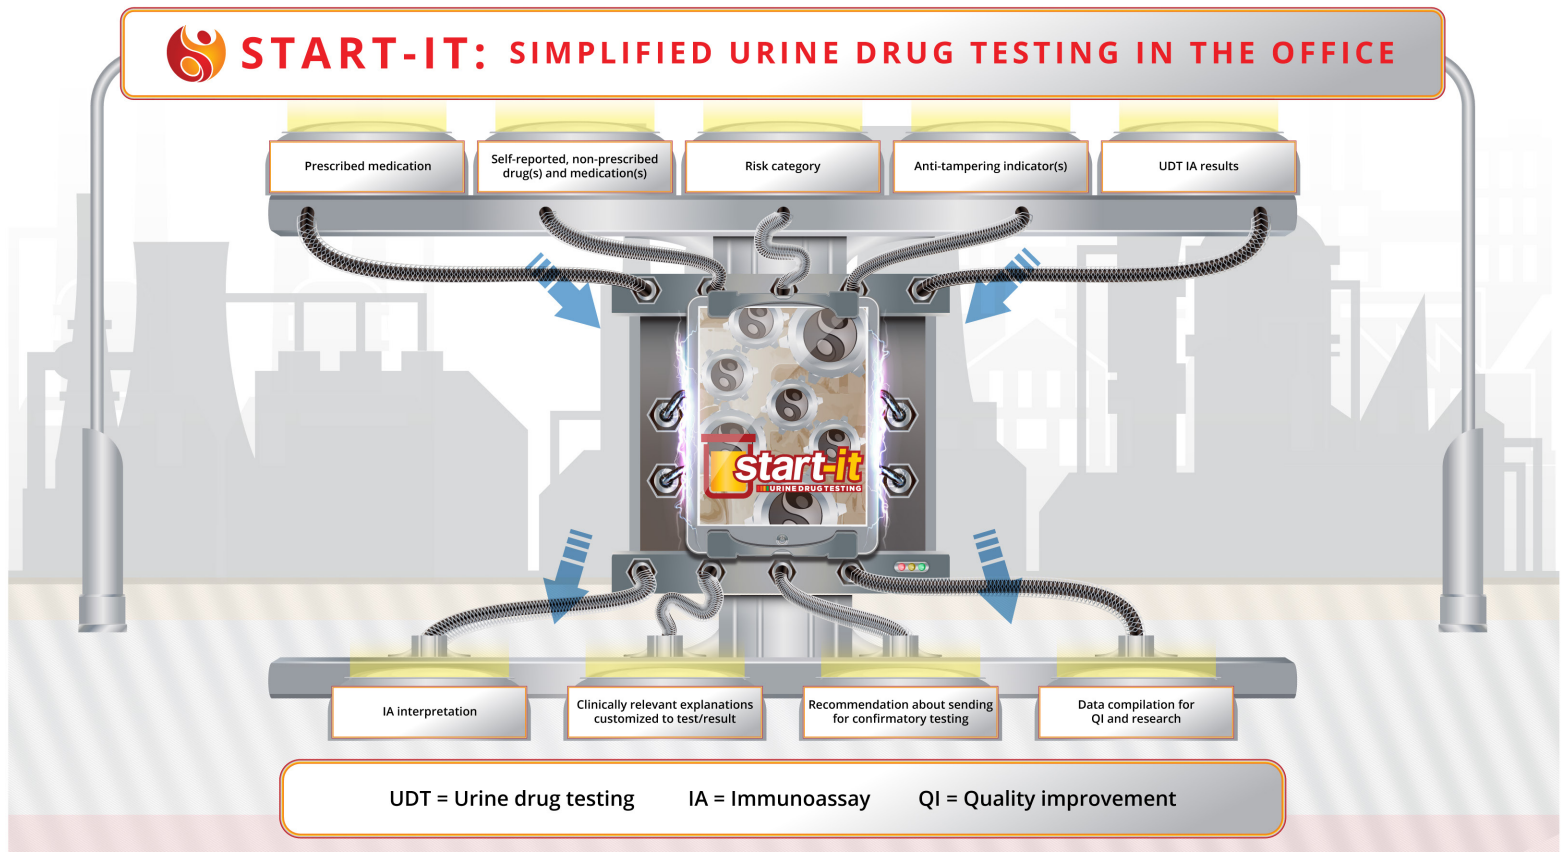 START-IT: SIMPLIFIED URINE DRUG TESTING IN THE OFFICE
Prescribed medication
Self-reported, non-prescribed
drug(s) and medication(s)
Risk category
Anti-tampering indicator(s)
UDT IA results
start-it
URINE DRUG TESTING
IA interpretation
Clinically relevant explanations
customized to test/result
Recommendation about sending
for confirmatory testing
Data compilation for
QI and research
UDT = Urine drug testing IA = Immunoassay QI = Quality improvement